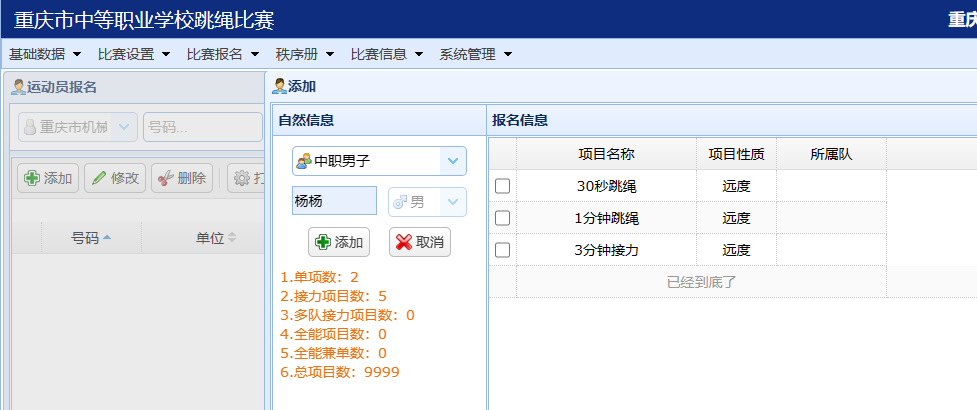 重庆市中等职业学校跳绳比赛
重庆
基础数据 比赛设置 比赛报名 秩序册 比赛信息 系统管理
运动员报名
添加
自然信息
报名信息
重庆市机械
号码...
中职男子
项目名称 项目性质 所属队
添加 修改 删除
杨杨
男
30秒跳绳 远度
1分钟跳绳 远度
号码 单位
添加 取消
3分钟接力 远度
已经到底了
1.单项数：2
2.接力项目数：5
3.多队接力项目数：0
4.全能项目数：0
5.全能兼单数：0
6.总项目数：9999